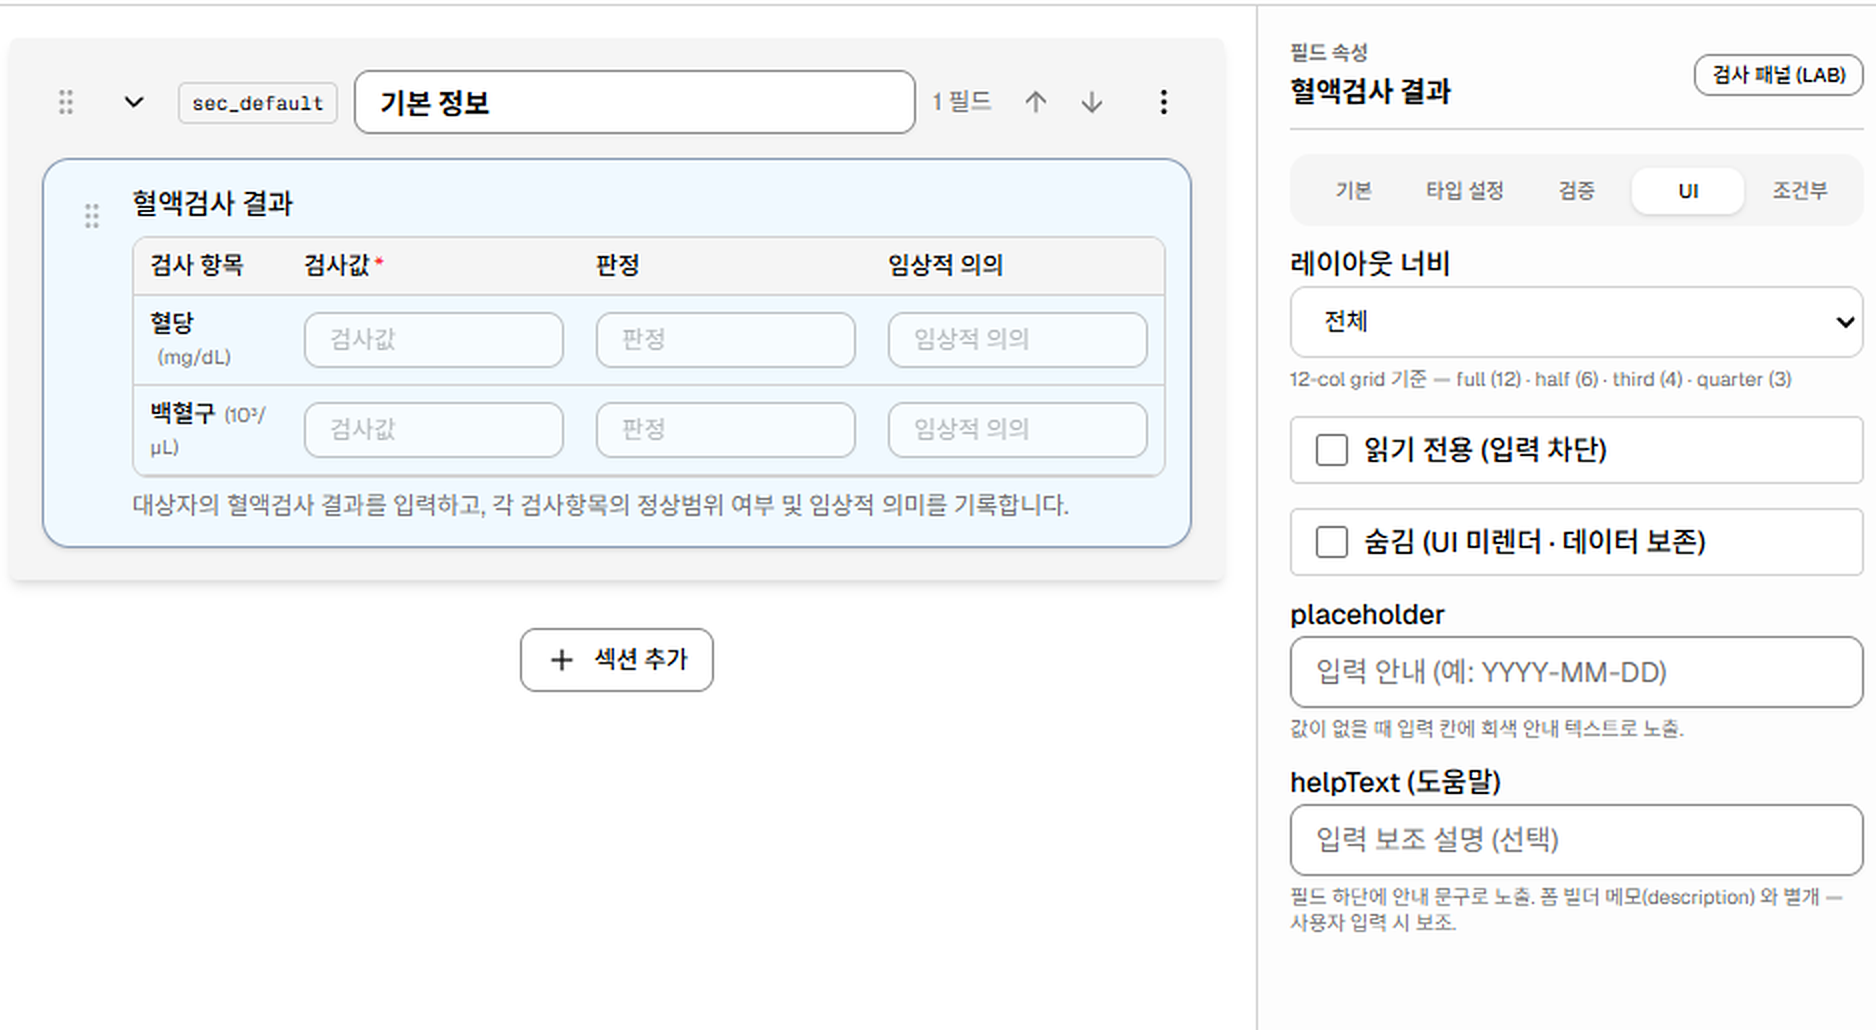 sec_default
기본 정보
1 필드
혈액검사 결과
검사 항목 검사값* 판정 임상적 의의
혈당 검사값 판정 임상적 의의
(mg/dL)
백혈구 (10³/ 검사값 판정 임상적 의의
μL)
대상자의 혈액검사 결과를 입력하고, 각 검사항목의 정상범위 여부 및 임상적 의미를 기록합니다.
+ 섹션 추가
필드 속성
혈액검사 결과
검사 패널 (LAB)
기본 타입 설정 검증 UI 조건부
레이아웃 너비
전체
12-col grid 기준 — full (12) · half (6) · third (4) · quarter (3)
읽기 전용 (입력 차단)
숨김 (UI 미렌더 · 데이터 보존)
placeholder
입력 안내 (예: YYYY-MM-DD)
값이 없을 때 입력 칸에 회색 안내 텍스트로 노출.
helpText (도움말)
입력 보조 설명 (선택)
필드 하단에 안내 문구로 노출. 폼 빌더 메모(description) 와 별개 —
사용자 입력 시 보조.